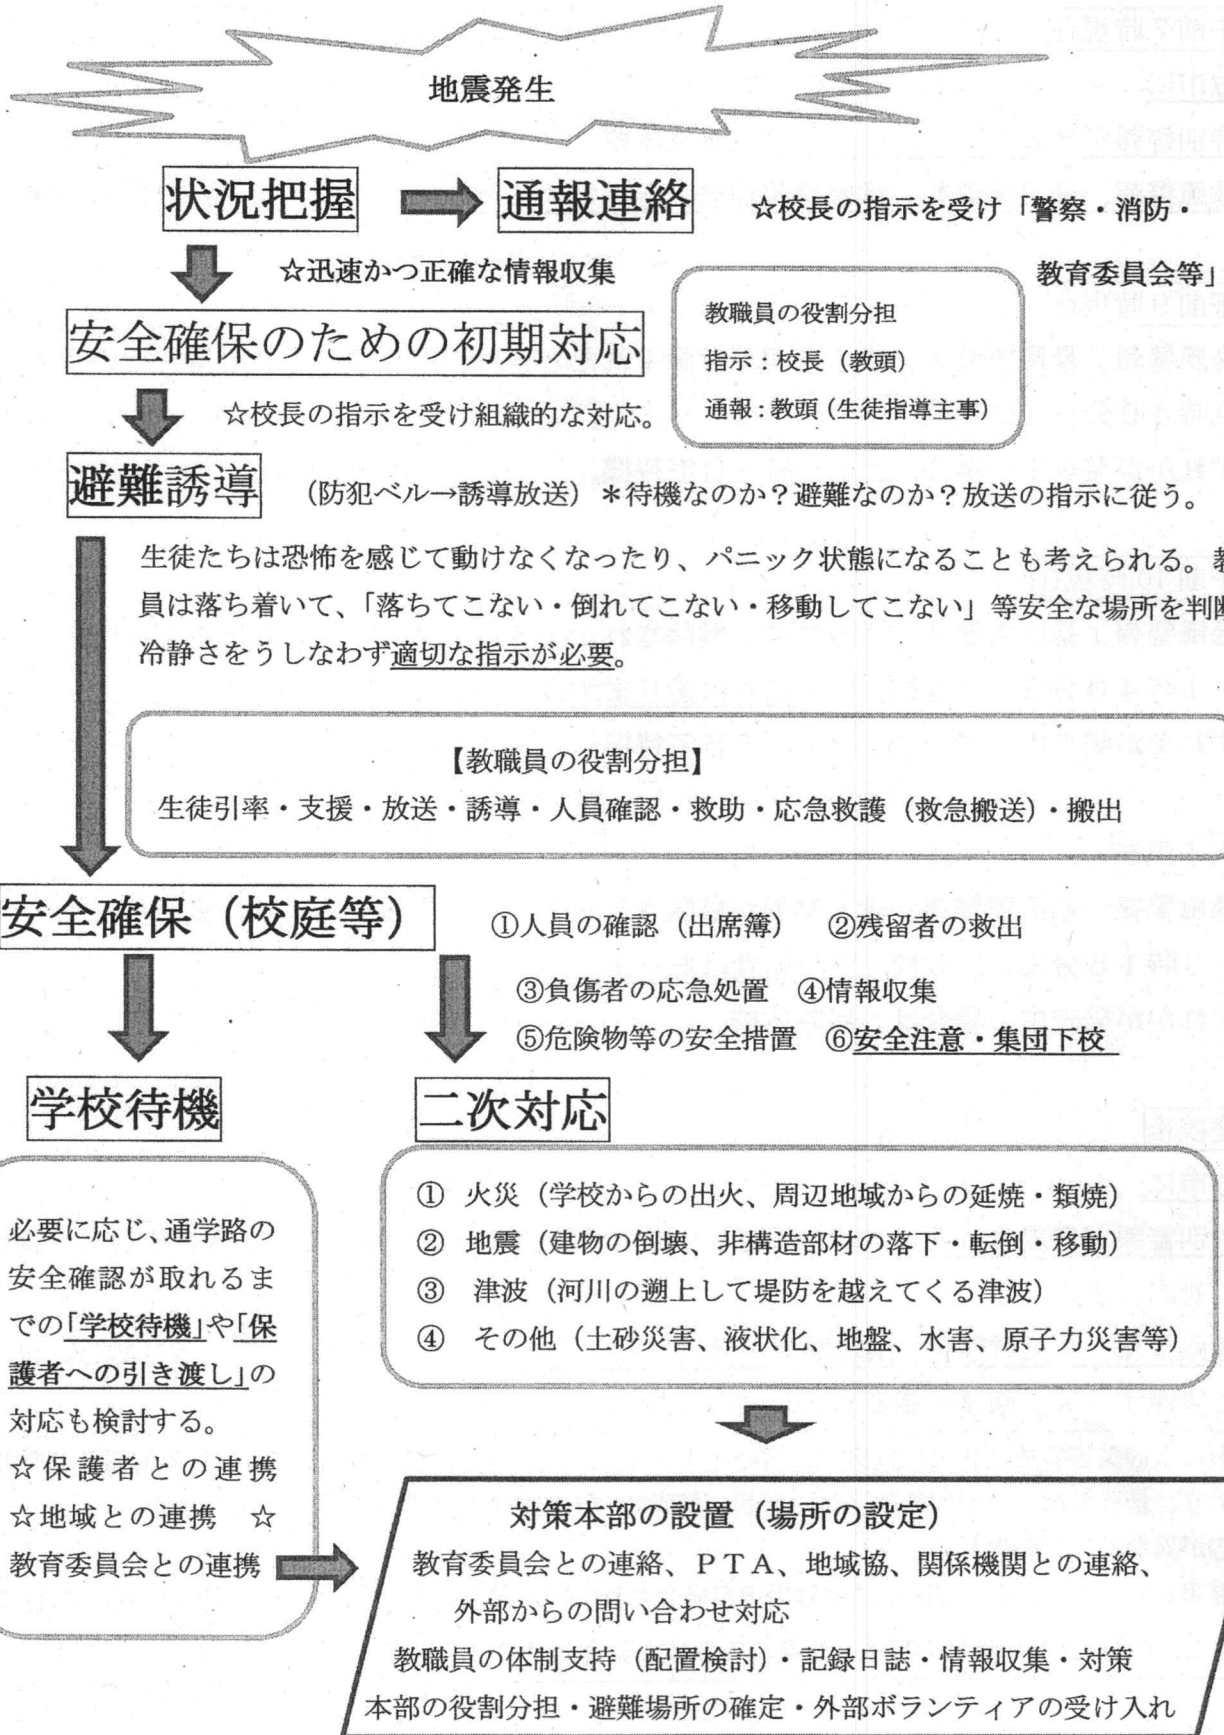 地震発生
状況把握
通報連絡
☆校長の指示を受け「警察・消防・
教育委員会等」
☆迅速かつ正確な情報収集
教職員の役割分担
指示：校長（教頭）
通報：教頭（生徒指導主事）
安全確保のための初期対応
☆校長の指示を受け組織的な対応。
避難誘導
（防犯ベル→誘導放送）＊待機なのか？避難なのか？放送の指示に従う。
生徒たちは恐怖を感じて動けなくなったり、パニック状態になることも考えられる。教
員は落ち着いて、「落ちてこない・倒れてこない・移動してこない」等安全な場所を判断
冷静さをうしなわず適切な指示が必要。
【教職員の役割分担】
生徒引率・支援・放送・誘導・人員確認・救助・応急救護（救急搬送）・搬出
安全確保（校庭等）
①人員の確認（出席簿）　②残留者の救出
③負傷者の応急処置　④情報収集
⑤危険物等の安全措置　⑥安全注意・集団下校
学校待機
必要に応じ、通学路の
安全確認が取れるま
での「学校待機」や「保
護者への引き渡し」の
対応も検討する。
☆保護者との連携
☆地域との連携　☆
教育委員会との連携
二次対応
①　火災（学校からの出火、周辺地域からの延焼・類焼）
②　地震（建物の倒壊、非構造部材の落下・転倒・移動）
③　津波（河川の遡上して堤防を越えてくる津波）
④　その他（土砂災害、液状化、地盤、水害、原子力災害等）
対策本部の設置（場所の設定）
教育委員会との連絡、ＰＴＡ、地域協、関係機関との連絡、
外部からの問い合わせ対応
教職員の体制支持（配置検討）・記録日誌・情報収集・対策
本部の役割分担・避難場所の確定・外部ボランティアの受け入れ